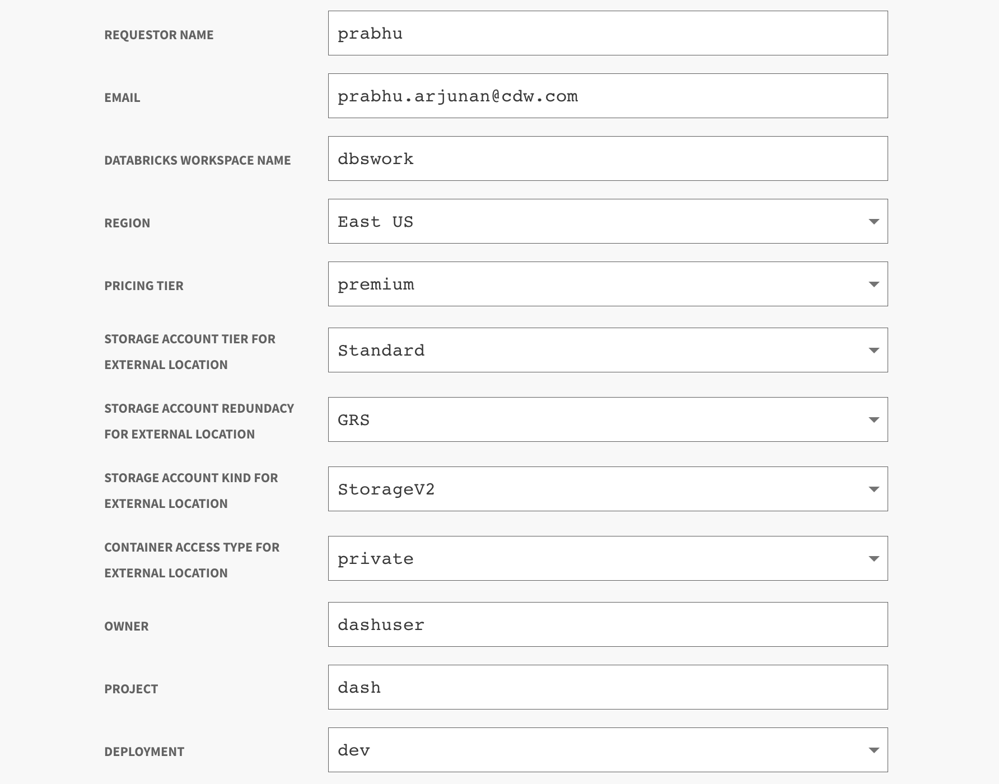 REQUESTOR NAME
prabhu
EMAIL
prabhu.arjunan@cdw.com
DATABRICKS WORKSPACE NAME
dbswork
REGION
East US
PRICING TIER
premium
STORAGE ACCOUNT TIER FOR
EXTERNAL LOCATION
Standard
STORAGE ACCOUNT REDUNDACY
FOR EXTERNAL LOCATION
GRS
STORAGE ACCOUNT KIND FOR
EXTERNAL LOCATION
StorageV2
CONTAINER ACCESS TYPE FOR
EXTERNAL LOCATION
private
OWNER
dashuser
PROJECT
dash
DEPLOYMENT
dev